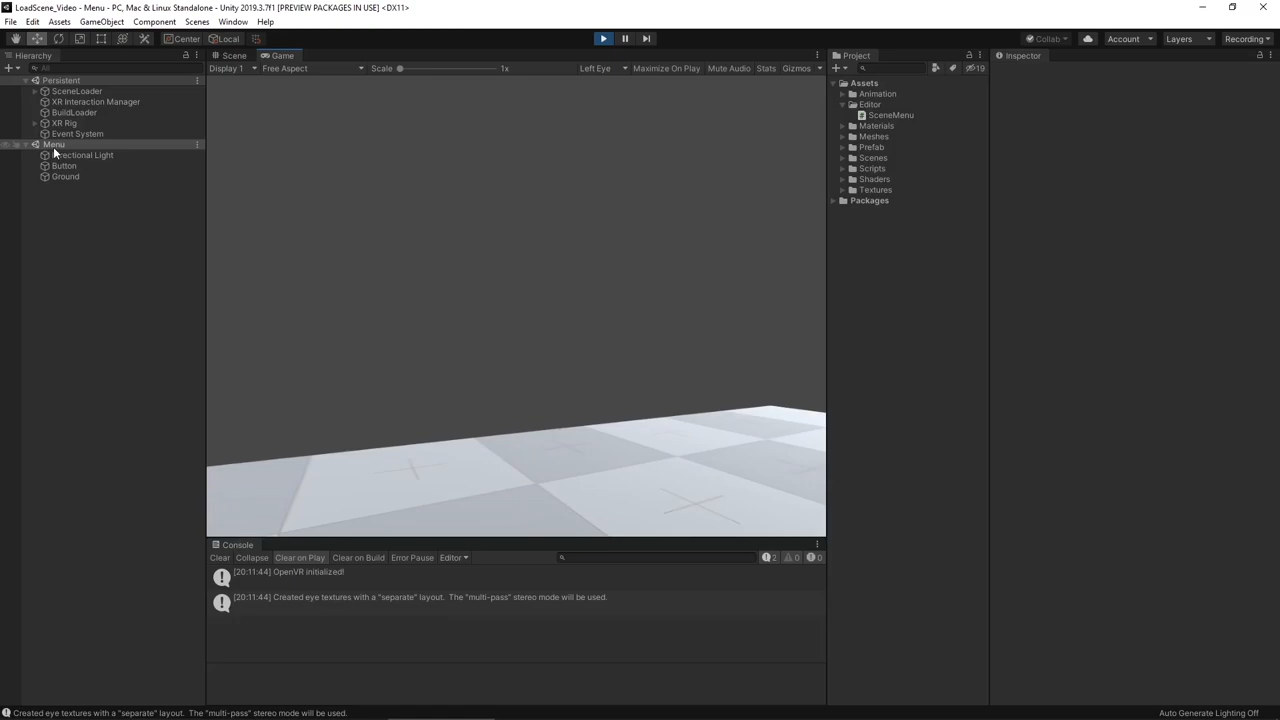 LoadScene_Video - Menu - PC, Mac & Linux Standalone - Unity 2019.3.7f1 [PREVIEW PACKAGES IN USE] <DX11>
File Edit Assets GameObject Component Scenes Window Help
Center Local Collab Account Layers Recording
Hierarchy Scene Game Project Inspector
All Display 1 Free Aspect Scale 1x Left Eye Maximize On Play Mute Audio Stats Gizmos 19
Persistent
SceneLoader
XR Interaction Manager
BuildLoader
XR Rig
Event System
Menu
Directional Light
Button
Ground
Assets
Animation
Editor
SceneMenu
Materials
Meshes
Prefab
Scenes
Scripts
Shaders
Textures
Packages
Console
Clear Collapse Clear on Play Clear on Build Error Pause Editor 2 0 0
[20:11:44] OpenVR initialized!
[20:11:44] Created eye textures with a "separate" layout. The "multi-pass" stereo mode will be used.
Created eye textures with a "separate" layout. The "multi-pass" stereo mode will be used.
Auto Generate Lighting Off